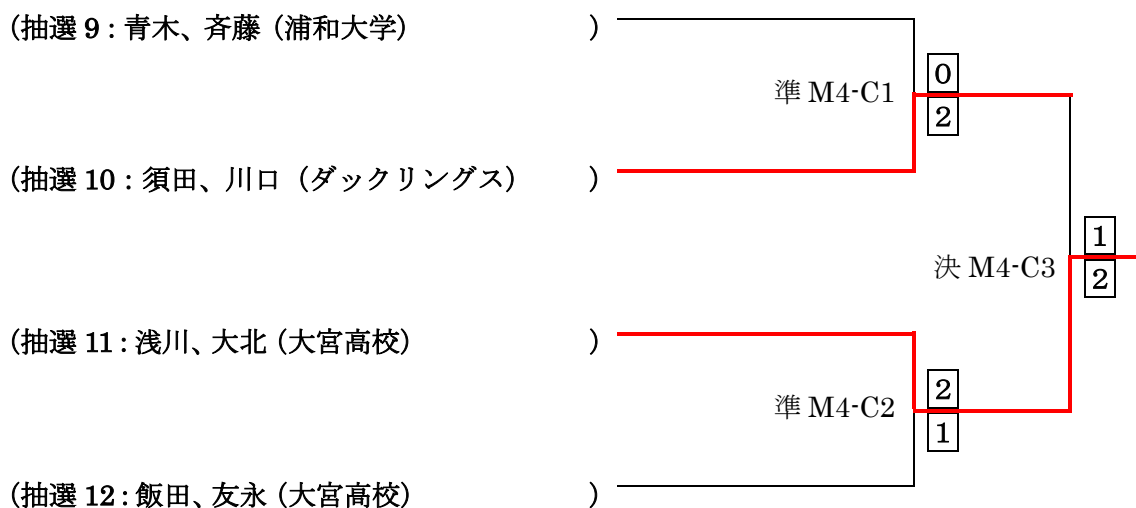 (抽選 9 : 青木、斉藤（浦和大学） )
0
準 M4-C1
2
(抽選 10 : 須田、川口（ダックリングス） )
1
決 M4-C3
2
(抽選 11 : 浅川、大北（大宮高校） )
2
準 M4-C2
1
(抽選 12 : 飯田、友永（大宮高校） )